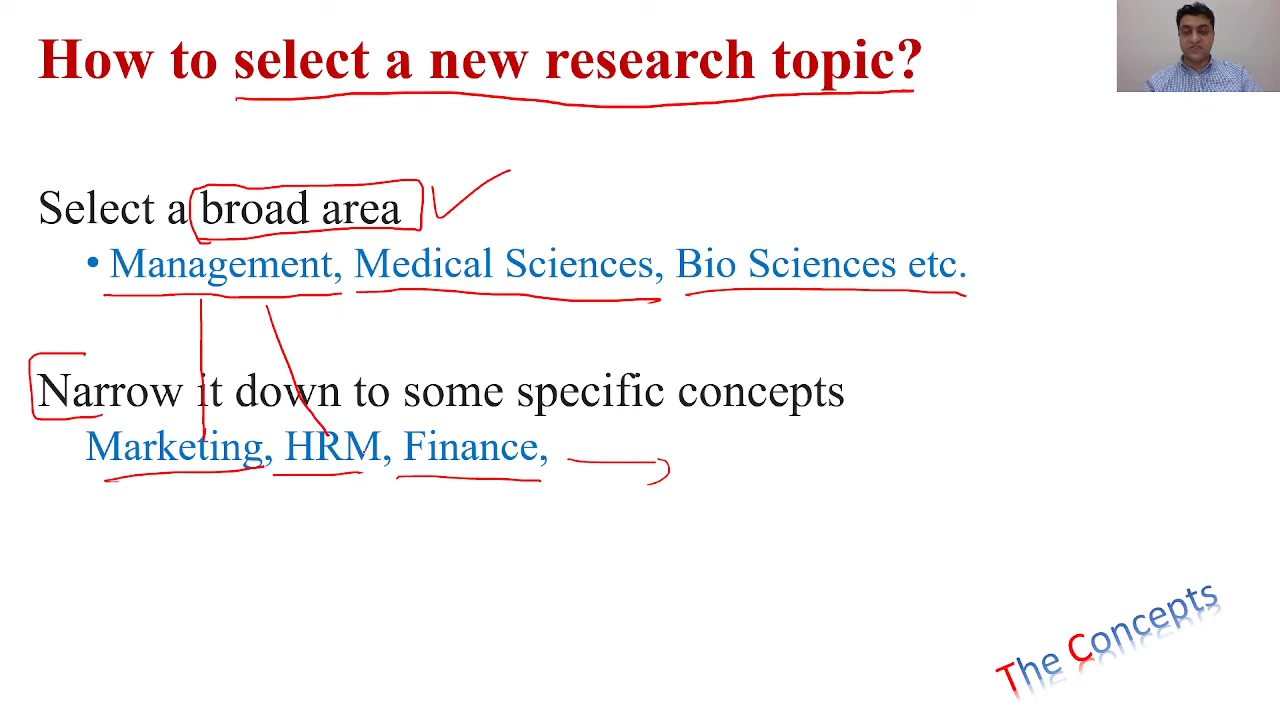 How to select a new research topic?
Select a broad area
• Management, Medical Sciences, Bio Sciences etc.
Narrow it down to some specific concepts
Marketing, HRM, Finance,
The Concepts